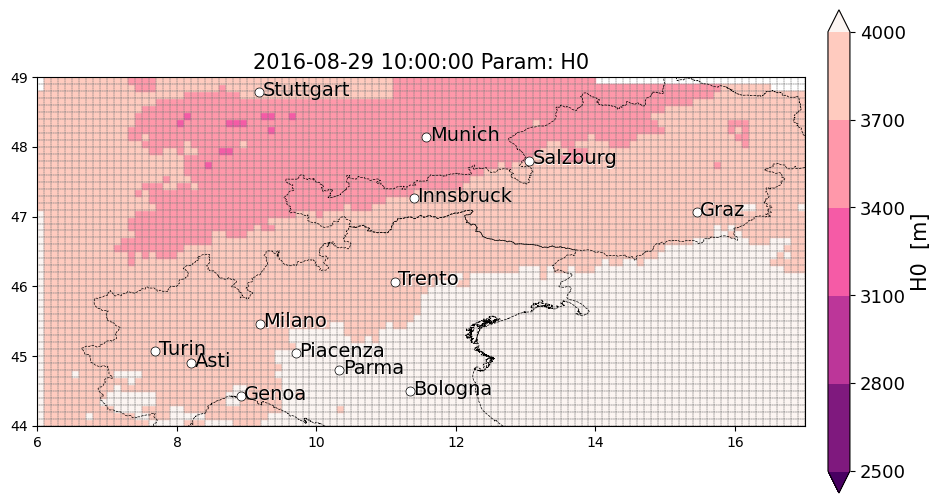 2016-08-29 10:00:00 Param: H0
49
48
47
46
45
44
6
8
10
12
14
16
Stuttgart
Munich
Salzburg
Innsbruck
Graz
Trento
Milano
Turin
Asti
Piacenza
Parma
Genoa
Bologna
4000
3700
3400
3100
2800
2500
H0 [m]